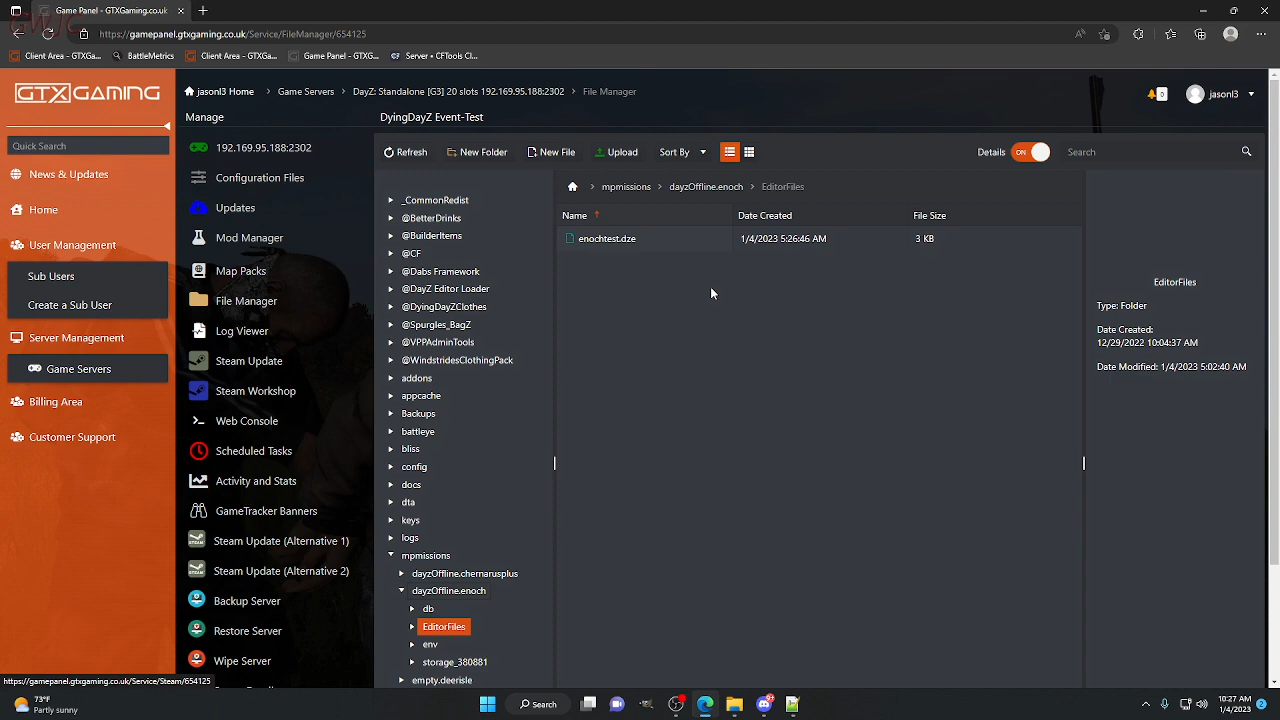 Game Panel - GTXGaming.co.uk
GWJC
https://gamepanel.gtxgaming.co.uk/Service/FileManager/654125
Client Area - GTXGa...
BattleMetrics
Client Area - GTXGa...
Game Panel - GTXG...
Server • CFTools Cl...
GTXGAMING
jasonl3 Home
Game Servers
DayZ: Standalone [G3] 20 slots 192.169.95.188:2302
File Manager
0
jasonl3
Quick Search
News & Updates
Home
User Management
Sub Users
Create a Sub User
Server Management
Game Servers
Billing Area
Customer Support
Manage
192.169.95.188:2302
Configuration Files
Updates
Mod Manager
Map Packs
File Manager
Log Viewer
Steam Update
Steam Workshop
Web Console
Scheduled Tasks
Activity and Stats
GameTracker Banners
Steam Update (Alternative 1)
Steam Update (Alternative 2)
Backup Server
Restore Server
Wipe Server
DyingDayZ Event-Test
Refresh
New Folder
New File
Upload
Sort By
Details
ON
Search
_CommonRedist
@BetterDrinks
@BuilderItems
@CF
@Dabs Framework
@DayZ Editor Loader
@DyingDayZClothes
@Spurgles_BagZ
@VPPAdminTools
@WindstridesClothingPack
addons
appcache
Backups
battleye
bliss
config
docs
dta
keys
logs
mpmissions
dayzOffline.chernarusplus
dayzOffline.enoch
db
EditorFiles
env
storage_380881
empty.deerisle
mpmissions
dayzOffline.enoch
EditorFiles
Name
Date Created
File Size
enochtest.dze
1/4/2023 5:26:46 AM
3 KB
EditorFiles
Type: Folder
Date Created:
12/29/2022 10:04:37 AM
Date Modified: 1/4/2023 5:02:40 AM
https://gamepanel.gtxgaming.co.uk/Service/Steam/654125
73°F
Partly sunny
Search
10:27 AM
1/4/2023
2